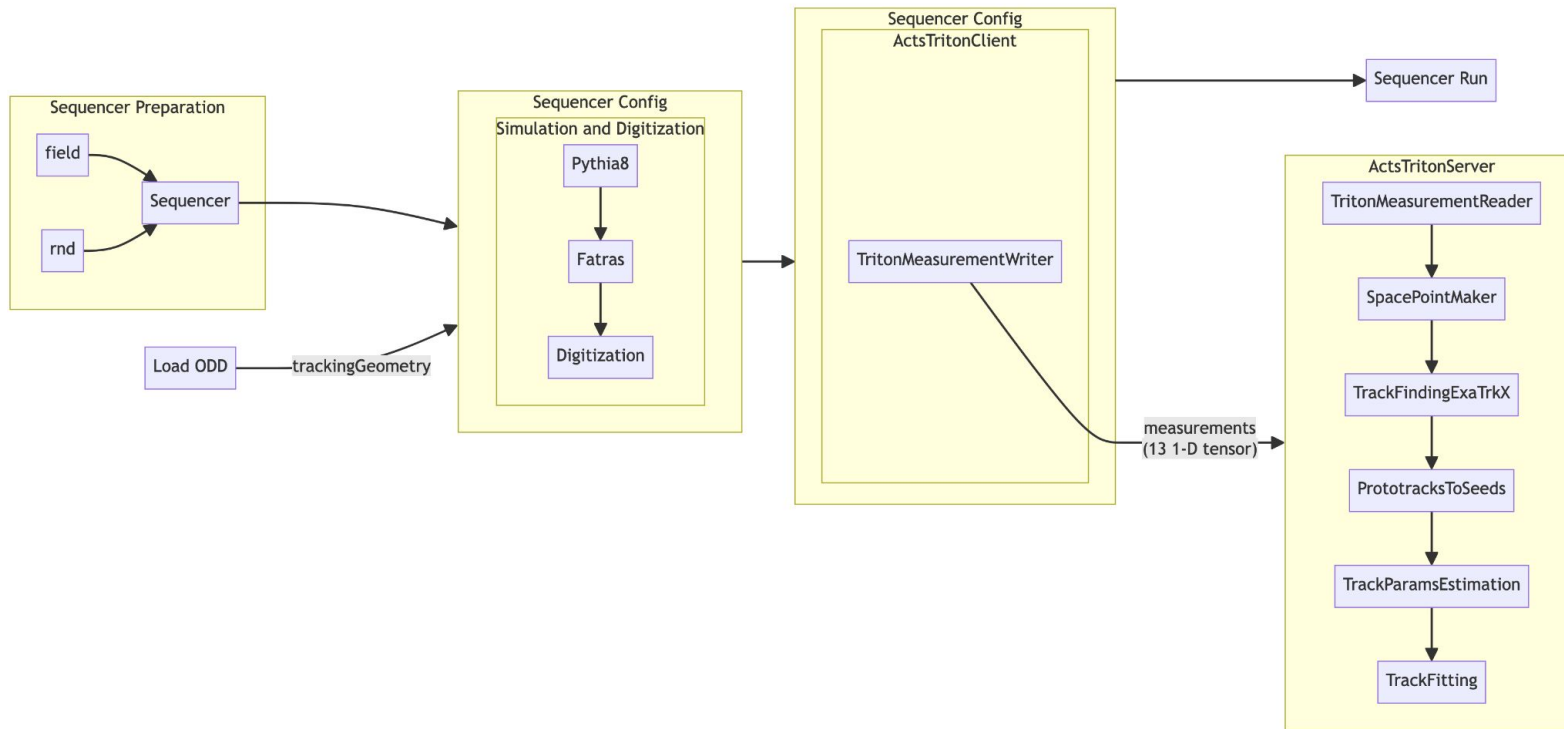 Sequencer Preparation
field
rnd
Sequencer
Load ODD
trackingGeometry
Sequencer Config
Simulation and Digitization
Pythia8
Fatras
Digitization
Sequencer Config
ActsTritonClient
TritonMeasurementWriter
measurements
(13 1-D tensor)
Sequencer Run
ActsTritonServer
TritonMeasurementReader
SpacePointMaker
TrackFindingExaTrkX
PrototracksToSeeds
TrackParamsEstimation
TrackFitting